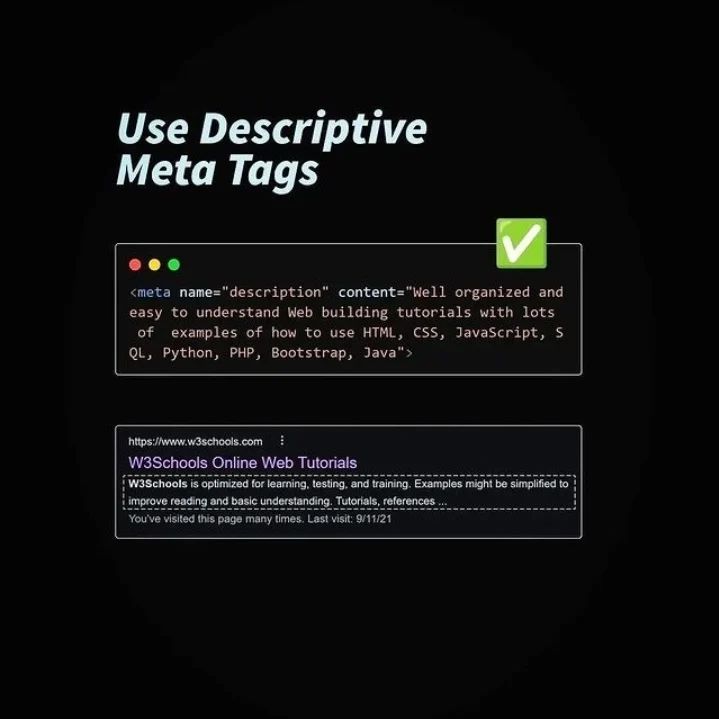 Use Descriptive
Meta Tags
<meta name="description" content="Well organized and
easy to understand Web building tutorials with lots
of  examples of how to use HTML, CSS, JavaScript, S
QL, Python, PHP, Bootstrap, Java">
https://www.w3schools.com
W3Schools Online Web Tutorials
W3Schools is optimized for learning, testing, and training. Examples might be simplified to
improve reading and basic understanding. Tutorials, references ...
You've visited this page many times. Last visit: 9/11/21